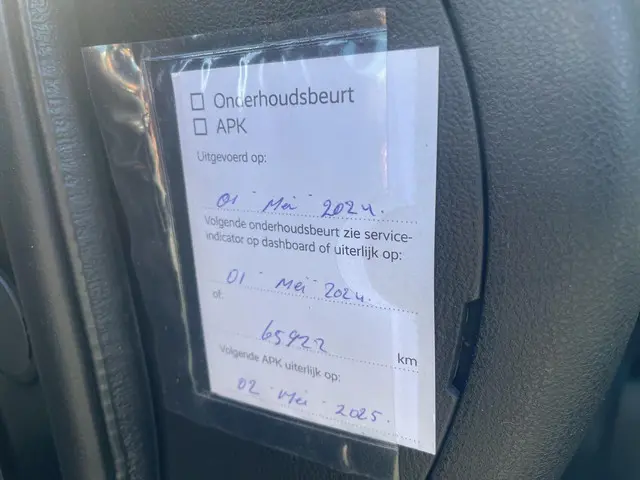 Onderhoudsbeurt
APK
Uitgevoerd op:
01 Mei 2024.
Volgende onderhoudsbeurt zie service-
indicator op dashboard of uiterlijk op:
01 Mei 2024.
of:
65922 km
Volgende APK uiterlijk op:
02 Mei 2025.